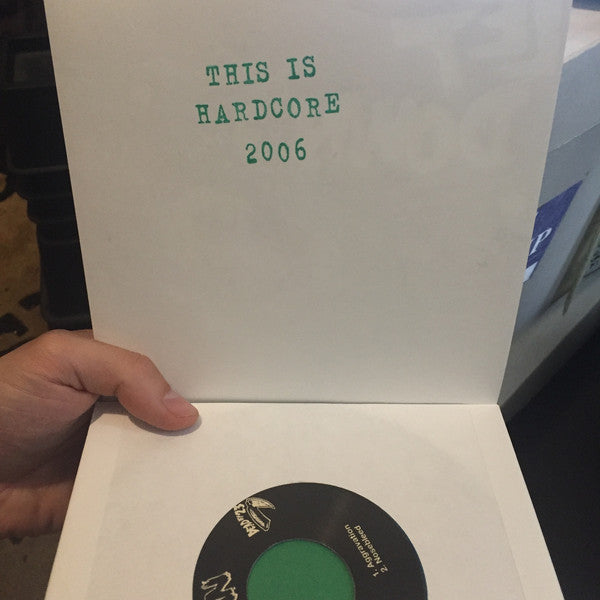 THIS IS
HARDCORE
2006
1. Aggravation
2. Nosebleed